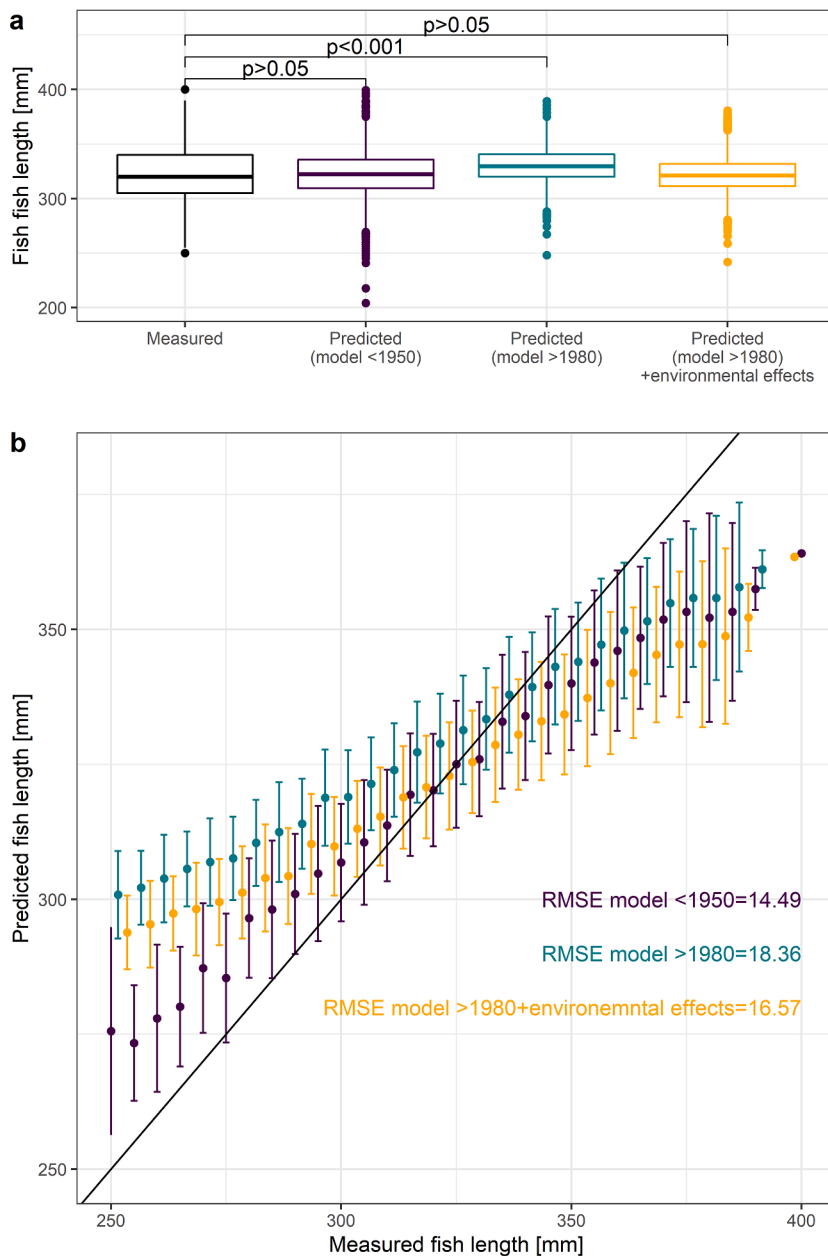 a
p>0.05
p<0.001
p>0.05
Fish fish length [mm]
400
300
200
Measured
Predicted
(model <1950)
Predicted
(model >1980)
Predicted
(model >1980)
+environmental effects
b
Predicted fish length [mm]
350
300
250
RMSE model <1950=14.49
RMSE model >1980=18.36
RMSE model >1980+environemntal effects=16.57
250
300
350
400
Measured fish length [mm]